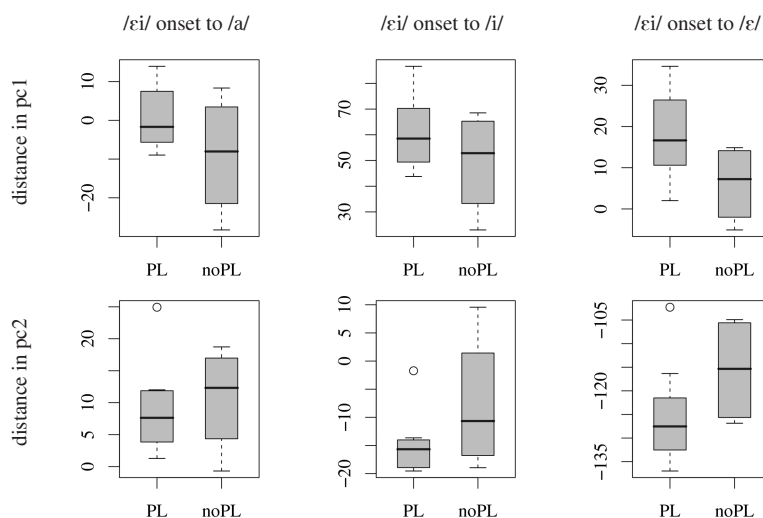 /ɛi/ onset to /a/ /ɛi/ onset to /i/ /ɛi/ onset to /ɛ/
distance in pc1
10
0
−20
PL noPL
70
50
30
PL noPL
30
20
10
0
PL noPL
distance in pc2
20
10
5
0
PL noPL
10
5
0
−10
−20
PL noPL
−105
−120
−135
PL noPL